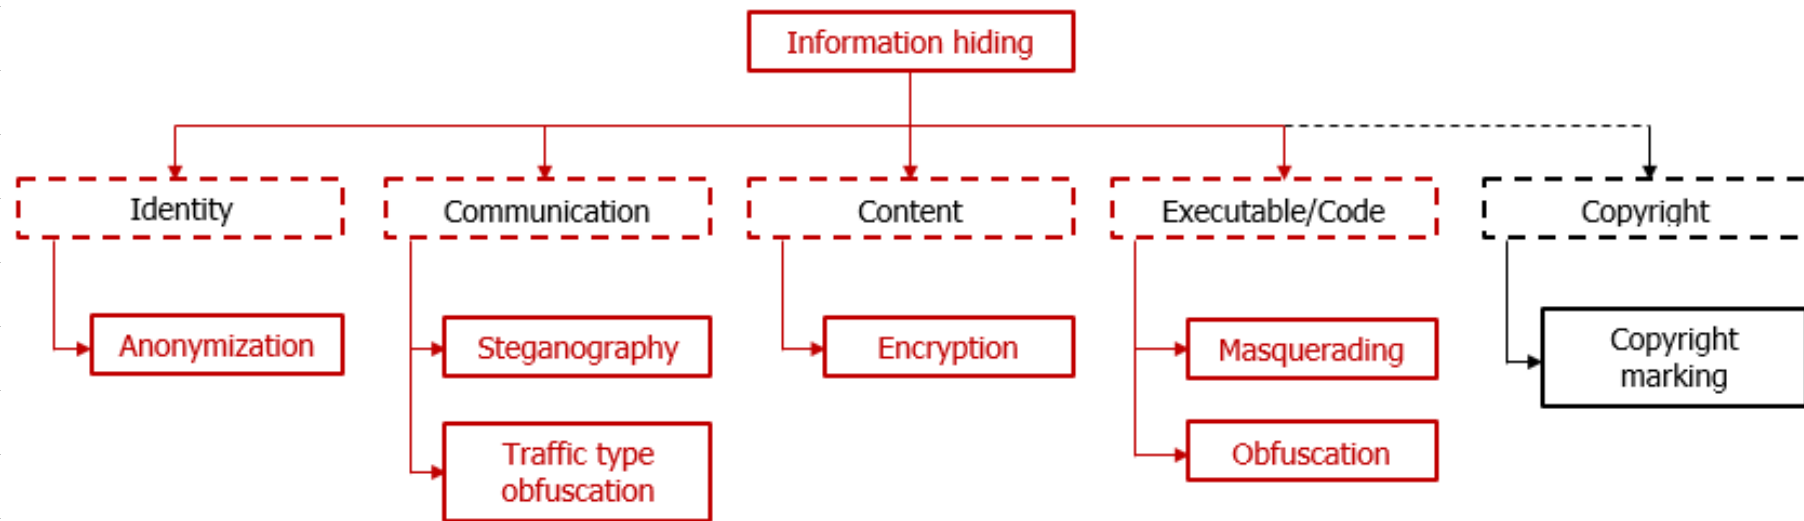 Information hiding
Identity
Communication
Content
Executable/Code
Copyright
Anonymization
Steganography
Encryption
Masquerading
Copyright
marking
Traffic type
obfuscation
Obfuscation